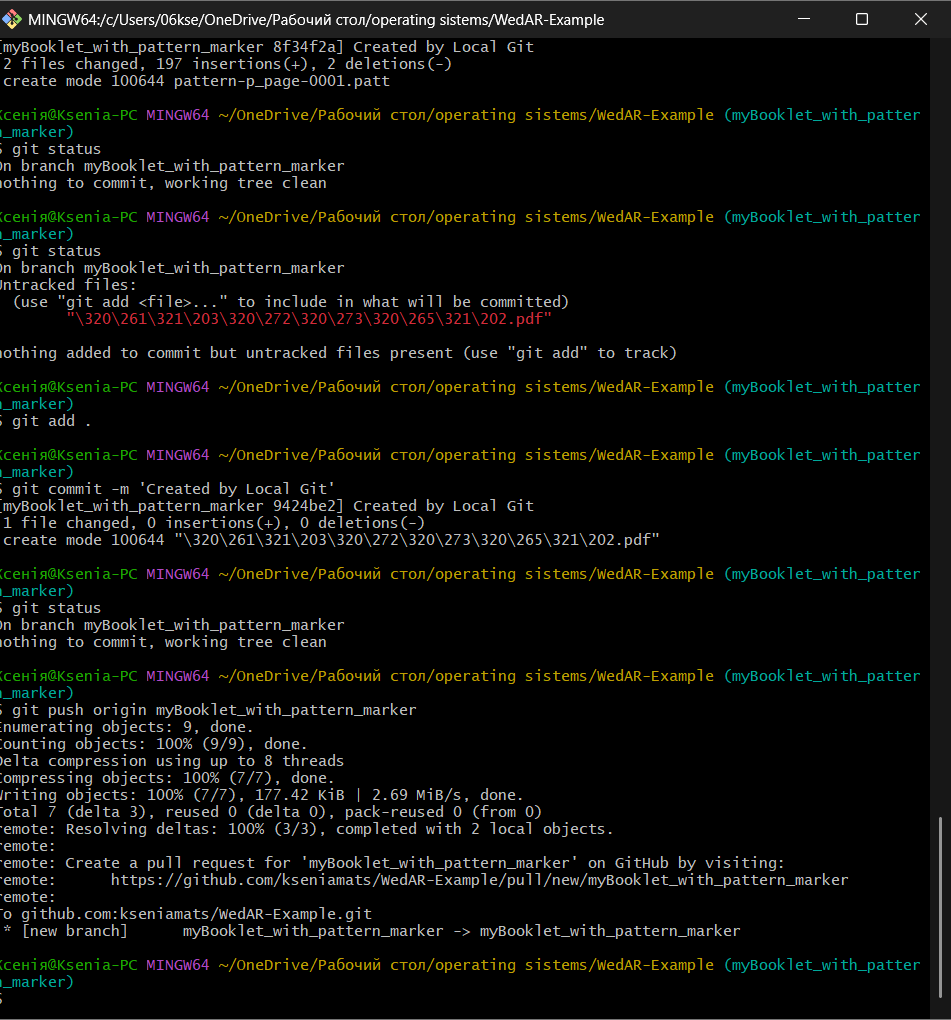 MINGW64:/c/Users/06kse/OneDrive/Рабочий стол/operating sistems/WedAR-Example
[myBooklet_with_pattern_marker 8f34f2a] Created by Local Git
2 files changed, 197 insertions(+), 2 deletions(-)
create mode 100644 pattern-p_page-0001.patt
Ксенія@Ksenia-PC MINGW64 ~/OneDrive/Рабочий стол/operating sistems/WedAR-Example (myBooklet_with_patter
n_marker)
$ git status
On branch myBooklet_with_pattern_marker
nothing to commit, working tree clean
Ксенія@Ksenia-PC MINGW64 ~/OneDrive/Рабочий стол/operating sistems/WedAR-Example (myBooklet_with_patter
n_marker)
$ git status
On branch myBooklet_with_pattern_marker
Untracked files:
(use "git add <file>..." to include in what will be committed)
"\320\261\321\203\320\272\320\273\320\265\321\202.pdf"
nothing added to commit but untracked files present (use "git add" to track)
Ксенія@Ksenia-PC MINGW64 ~/OneDrive/Рабочий стол/operating sistems/WedAR-Example (myBooklet_with_patter
n_marker)
$ git add .
Ксенія@Ksenia-PC MINGW64 ~/OneDrive/Рабочий стол/operating sistems/WedAR-Example (myBooklet_with_patter
n_marker)
$ git commit -m 'Created by Local Git'
[myBooklet_with_pattern_marker 9424be2] Created by Local Git
1 file changed, 0 insertions(+), 0 deletions(-)
create mode 100644 "\320\261\321\203\320\272\320\273\320\265\321\202.pdf"
Ксенія@Ksenia-PC MINGW64 ~/OneDrive/Рабочий стол/operating sistems/WedAR-Example (myBooklet_with_patter
n_marker)
$ git status
On branch myBooklet_with_pattern_marker
nothing to commit, working tree clean
Ксенія@Ksenia-PC MINGW64 ~/OneDrive/Рабочий стол/operating sistems/WedAR-Example (myBooklet_with_patter
n_marker)
$ git push origin myBooklet_with_pattern_marker
Enumerating objects: 9, done.
Counting objects: 100% (9/9), done.
Delta compression using up to 8 threads
Compressing objects: 100% (7/7), done.
Writing objects: 100% (7/7), 177.42 KiB | 2.69 MiB/s, done.
Total 7 (delta 3), reused 0 (delta 0), pack-reused 0 (from 0)
remote: Resolving deltas: 100% (3/3), completed with 2 local objects.
remote:
remote: Create a pull request for 'myBooklet_with_pattern_marker' on GitHub by visiting:
remote: https://github.com/kseniamats/WedAR-Example/pull/new/myBooklet_with_pattern_marker
remote:
To github.com:kseniamats/WedAR-Example.git
* [new branch] myBooklet_with_pattern_marker -> myBooklet_with_pattern_marker
Ксенія@Ksenia-PC MINGW64 ~/OneDrive/Рабочий стол/operating sistems/WedAR-Example (myBooklet_with_patter
n_marker)
$